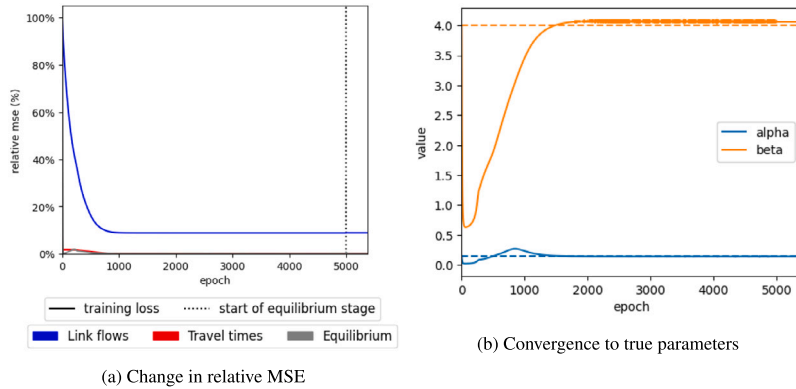 100%
80%
60%
40%
20%
0%
relative mse (%)
0
1000
2000
3000
4000
5000
epoch
training loss
start of equilibrium stage
Link flows
Travel times
Equilibrium
(a) Change in relative MSE
4.0
3.5
3.0
2.5
2.0
1.5
1.0
0.5
0.0
value
alpha
beta
0
1000
2000
3000
4000
5000
epoch
(b) Convergence to true parameters